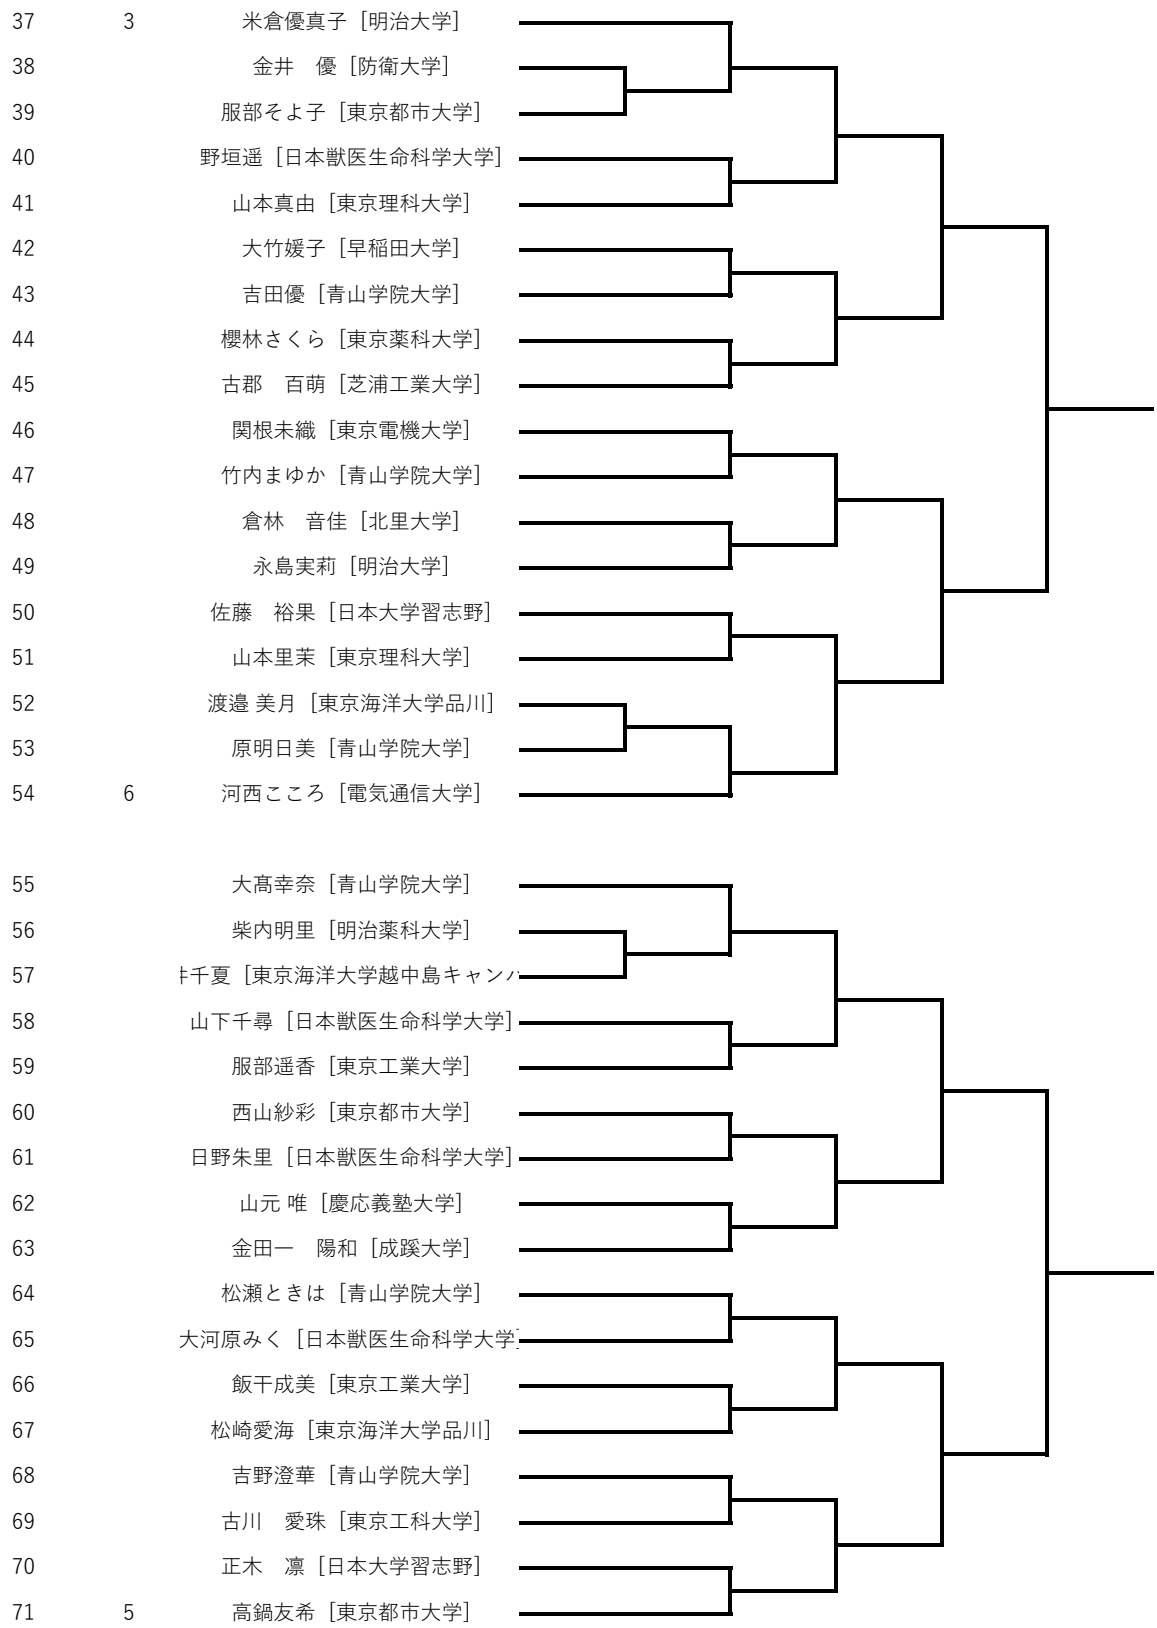 37 3 米倉優真子［明治大学］
38 金井　優［防衛大学］
39 服部そよ子［東京都市大学］
40 野垣遥［日本獣医生命科学大学］
41 山本真由［東京理科大学］
42 大竹媛子［早稲田大学］
43 吉田優［青山学院大学］
44 櫻林さくら［東京薬科大学］
45 古郡　百萌［芝浦工業大学］
46 関根未織［東京電機大学］
47 竹内まゆか［青山学院大学］
48 倉林　音佳［北里大学］
49 永島実莉［明治大学］
50 佐藤　裕果［日本大学習志野］
51 山本里茉［東京理科大学］
52 渡邉 美月［東京海洋大学品川］
53 原明日美［青山学院大学］
54 6 河西こころ［電気通信大学］
55 大髙幸奈［青山学院大学］
56 柴内明里［明治薬科大学］
57 千夏［東京海洋大学越中島キャン
58 山下千尋［日本獣医生命科学大学］
59 服部遥香［東京工業大学］
60 西山紗彩［東京都市大学］
61 日野朱里［日本獣医生命科学大学］
62 山元 唯［慶応義塾大学］
63 金田一　陽和［成蹊大学］
64 松瀬ときは［青山学院大学］
65 大河原みく［日本獣医生命科学大学］
66 飯干成美［東京工業大学］
67 松崎愛海［東京海洋大学品川］
68 吉野澄華［青山学院大学］
69 古川　愛珠［東京工科大学］
70 正木　凛［日本大学習志野］
71 5 高鍋友希［東京都市大学］